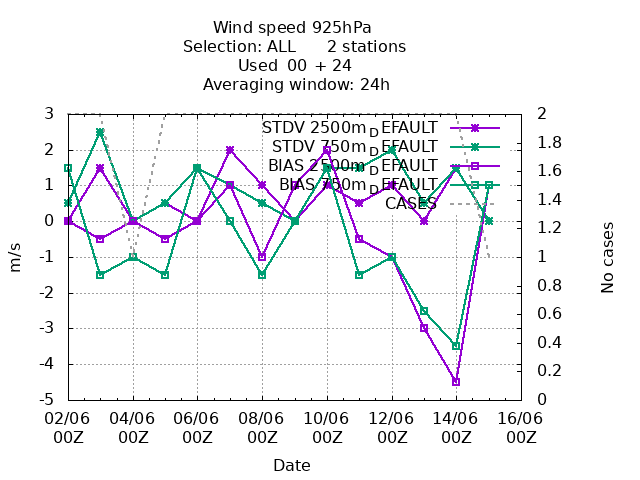 Wind speed 925hPa
Selection: ALL 2 stations
Used 00 + 24
Averaging window: 24h
3
2
1
0
-1
-2
-3
-4
-5
m/s
STDV 2500m_DEFAULT
STDV 750m_DEFAULT
BIAS 2500m_DEFAULT
BIAS 750m_DEFAULT
CASES
2
1.8
1.6
1.4
1.2
1
0.8
0.6
0.4
0.2
0
No cases
02/06 04/06 06/06 08/06 10/06 12/06 14/06 16/06
00Z 00Z 00Z 00Z 00Z 00Z 00Z 00Z
Date